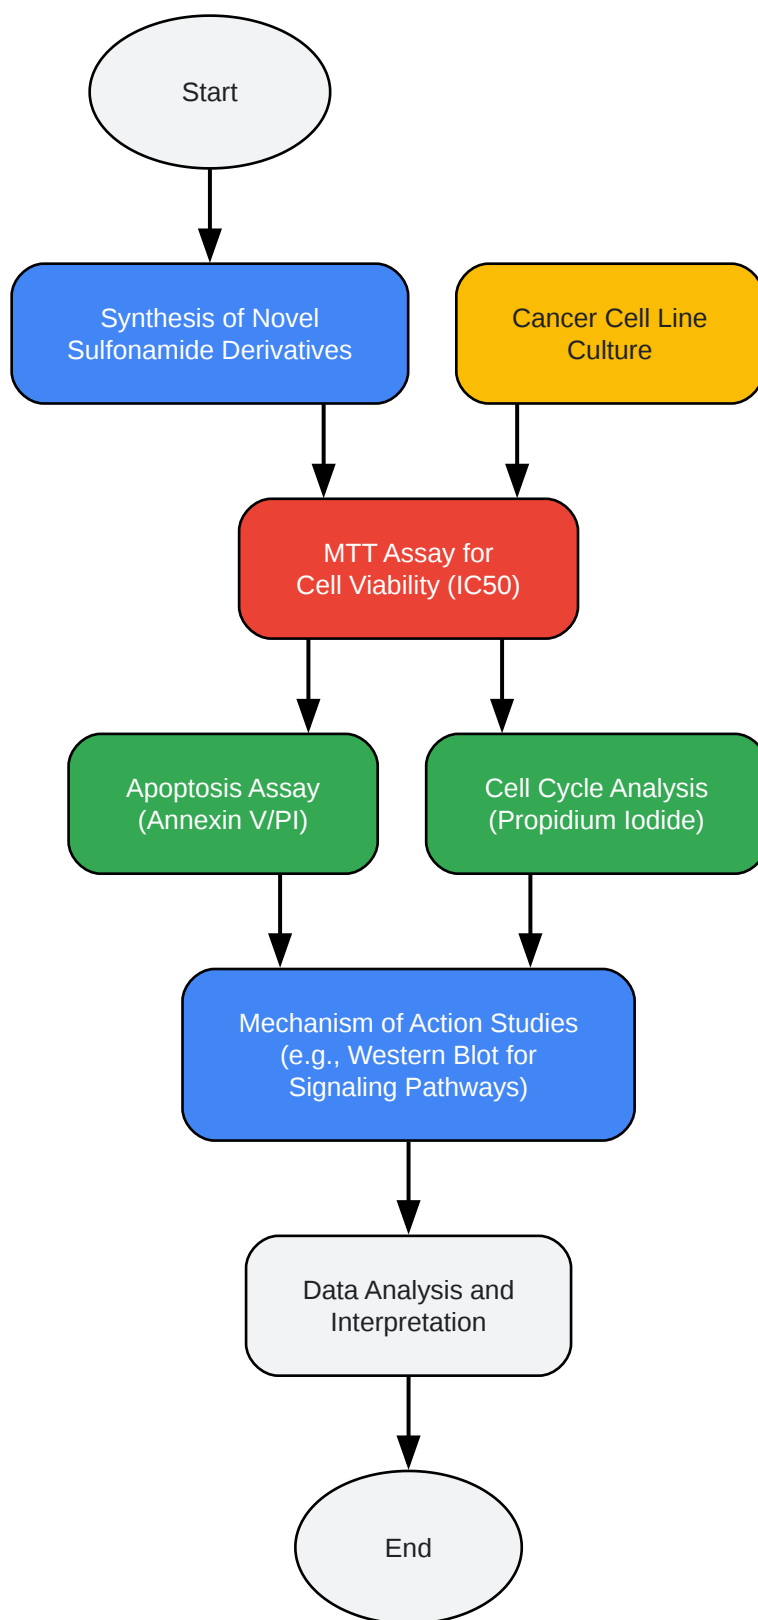 Start
Synthesis of Novel
Sulfonamide Derivatives
Cancer Cell Line
Culture
MTT Assay for
Cell Viability (IC50)
Apoptosis Assay
(Annexin V/PI)
Cell Cycle Analysis
(Propidium Iodide)
Mechanism of Action Studies
(e.g., Western Blot for
Signaling Pathways)
Data Analysis and
Interpretation
End